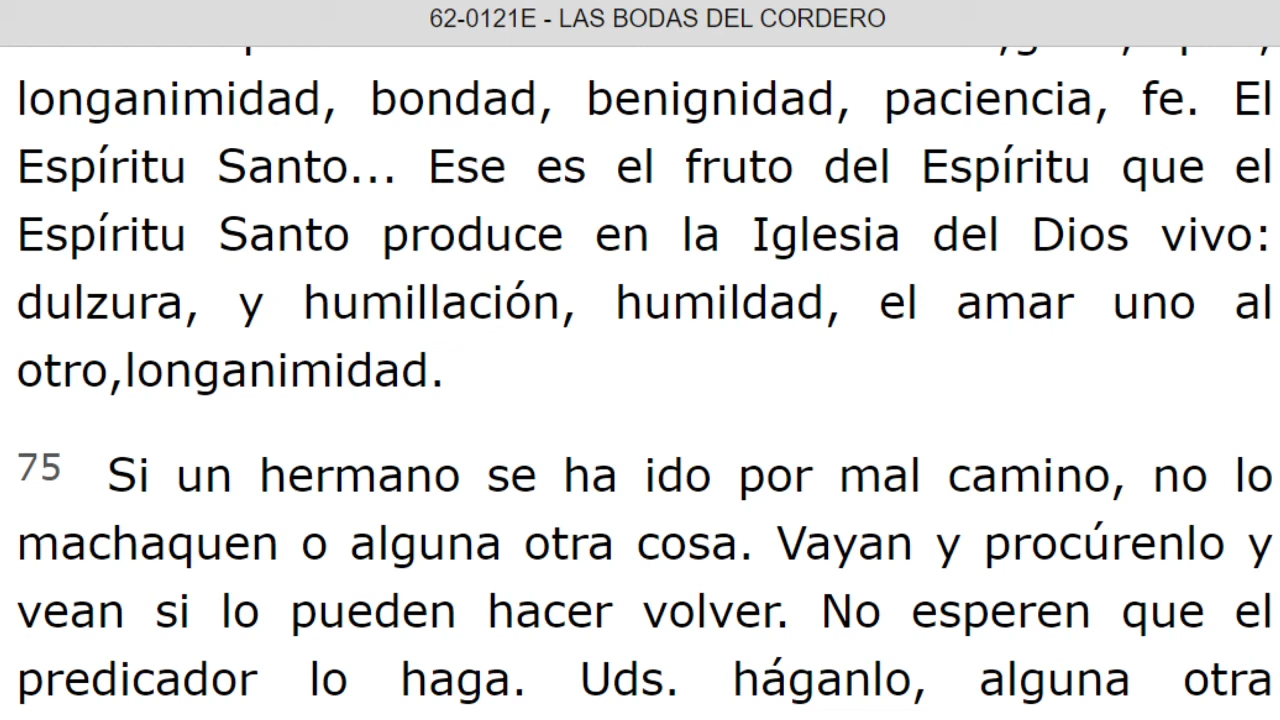 62-0121E - LAS BODAS DEL CORDERO
longanimidad, bondad, benignidad, paciencia, fe. El
Espíritu Santo... Ese es el fruto del Espíritu que el
Espíritu Santo produce en la Iglesia del Dios vivo:
dulzura, y humillación, humildad, el amar uno al
otro,longanimidad.
75 Si un hermano se ha ido por mal camino, no lo
machaquen o alguna otra cosa. Vayan y procúrenlo y
vean si lo pueden hacer volver. No esperen que el
predicador lo haga. Uds. háganlo, alguna otra